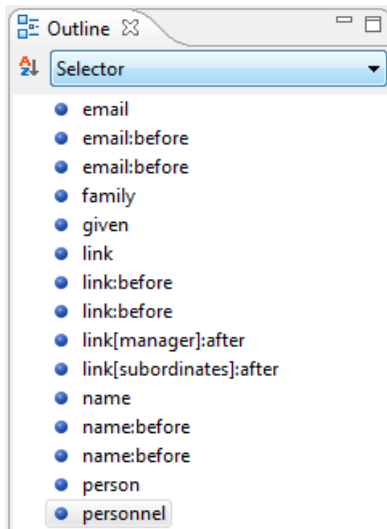 Outline
Selector
email
email:before
email:before
family
given
link
link:before
link:before
link[manager]:after
link[subordinates]:after
name
name:before
name:before
person
personnel